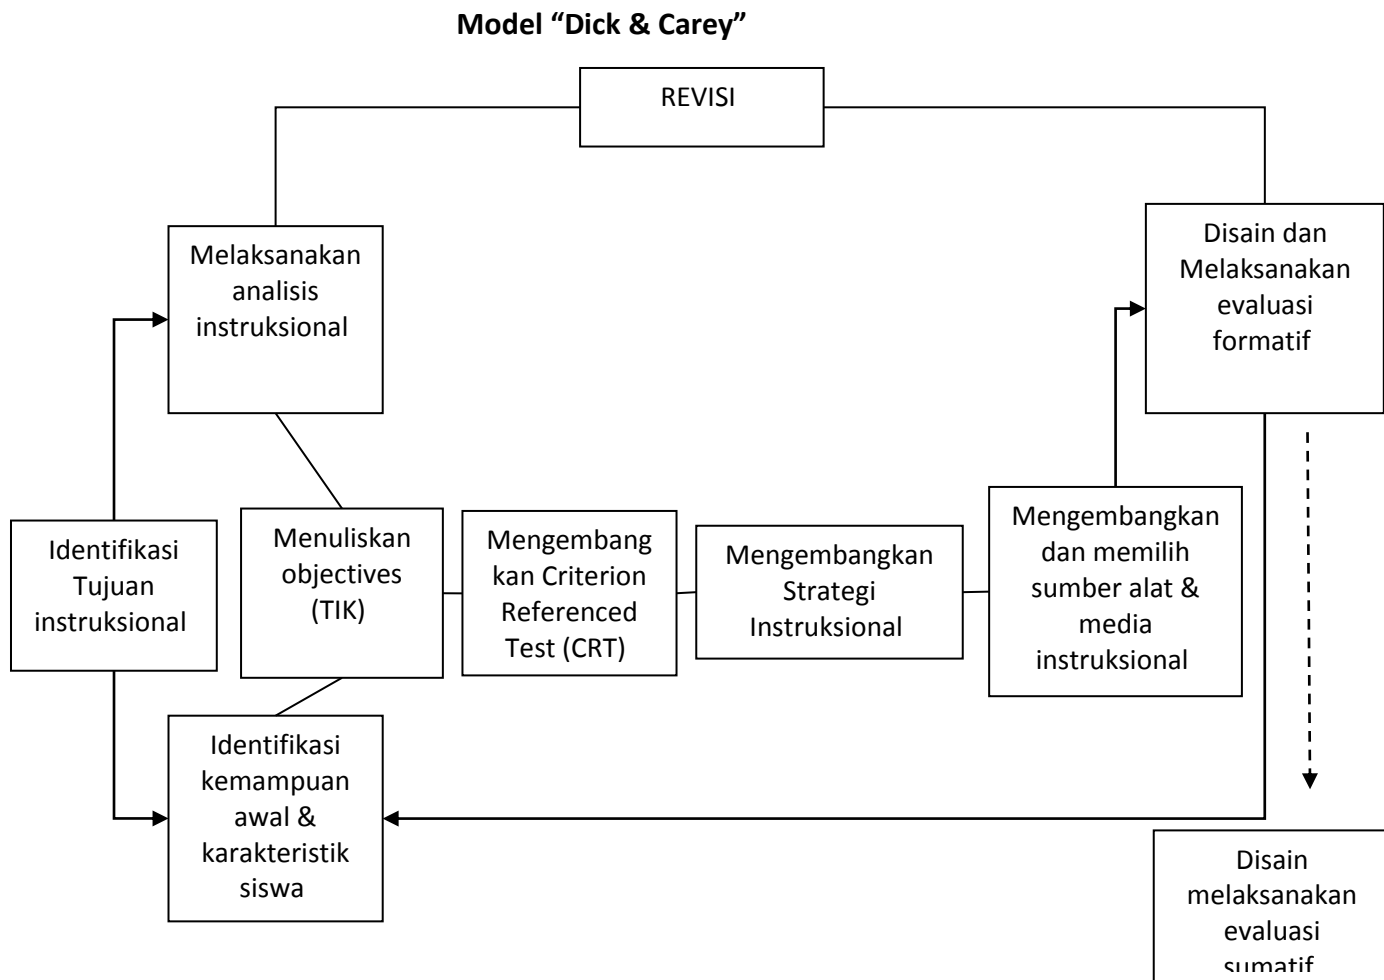 Model “Dick & Carey”
REVISI
Melaksanakan
analisis
instruksional
Disain dan
Melaksanakan
evaluasi
formatif
Identifikasi
Tujuan
instruksional
Menuliskan
objectives
(TIK)
Mengembang
kan Criterion
Referenced
Test (CRT)
Mengembangkan
Strategi
Instruksional
Mengembangkan
dan memilih
sumber alat &
media
instruksional
Identifikasi
kemampuan
awal &
karakteristik
siswa
Disain
melaksanakan
evaluasi
sumatif